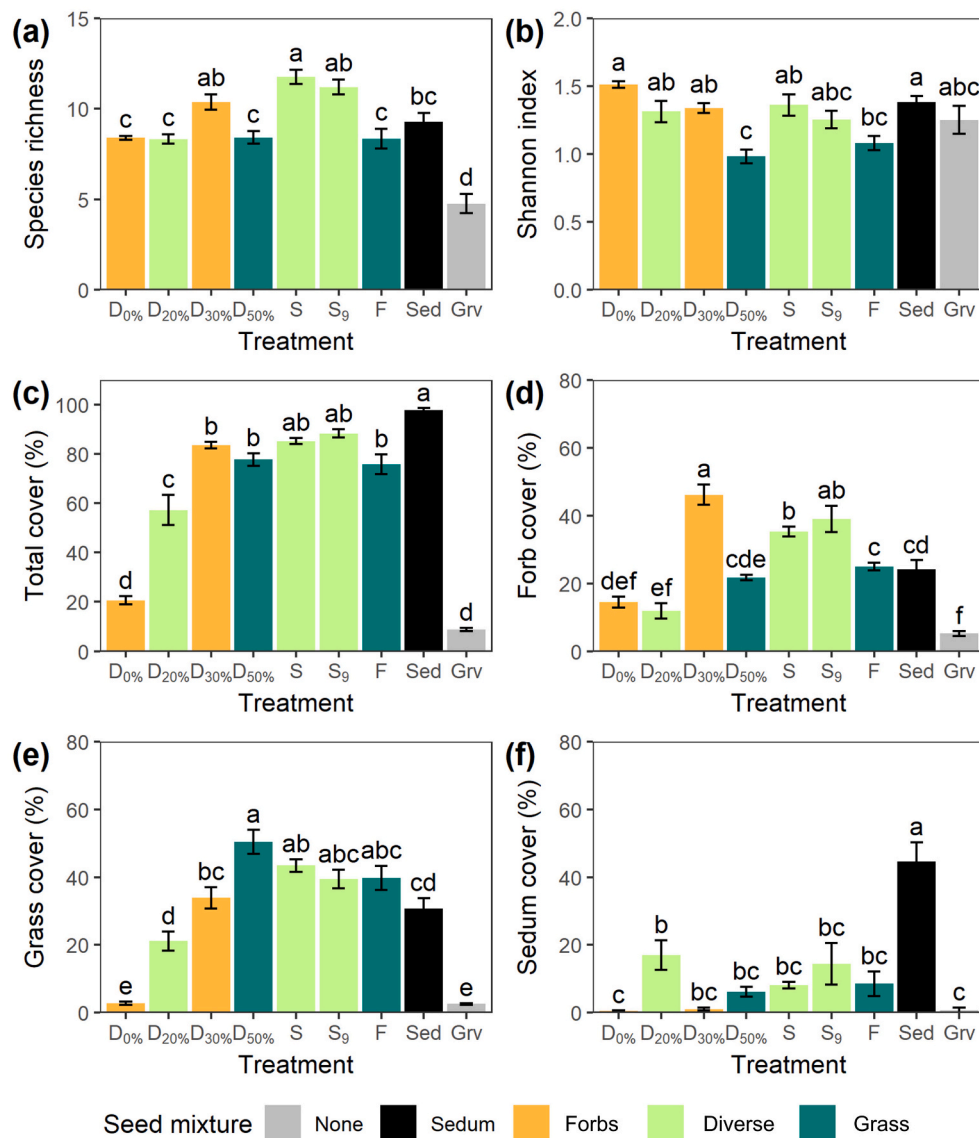 (a)
Species richness
15
10
5
0
c c ab c a ab c bc d
D0% D20% D30% D50% S S9 F Sed Grv
Treatment
(b)
Shannon index
2.0
1.5
1.0
0.5
0.0
a ab ab c ab abc bc a abc
D0% D20% D30% D50% S S9 F Sed Grv
Treatment
(c)
Total cover (%)
100
80
60
40
20
0
d c b b ab ab b a d
D0% D20% D30% D50% S S9 F Sed Grv
Treatment
(d)
Forb cover (%)
80
60
40
20
0
def ef a cde b ab c cd f
D0% D20% D30% D50% S S9 F Sed Grv
Treatment
(e)
Grass cover (%)
80
60
40
20
0
e d bc a ab abc abc cd e
D0% D20% D30% D50% S S9 F Sed Grv
Treatment
(f)
Sedum cover (%)
80
60
40
20
0
c b bc bc bc bc bc a c
D0% D20% D30% D50% S S9 F Sed Grv
Treatment
Seed mixture None Sedum Forbs Diverse Grass